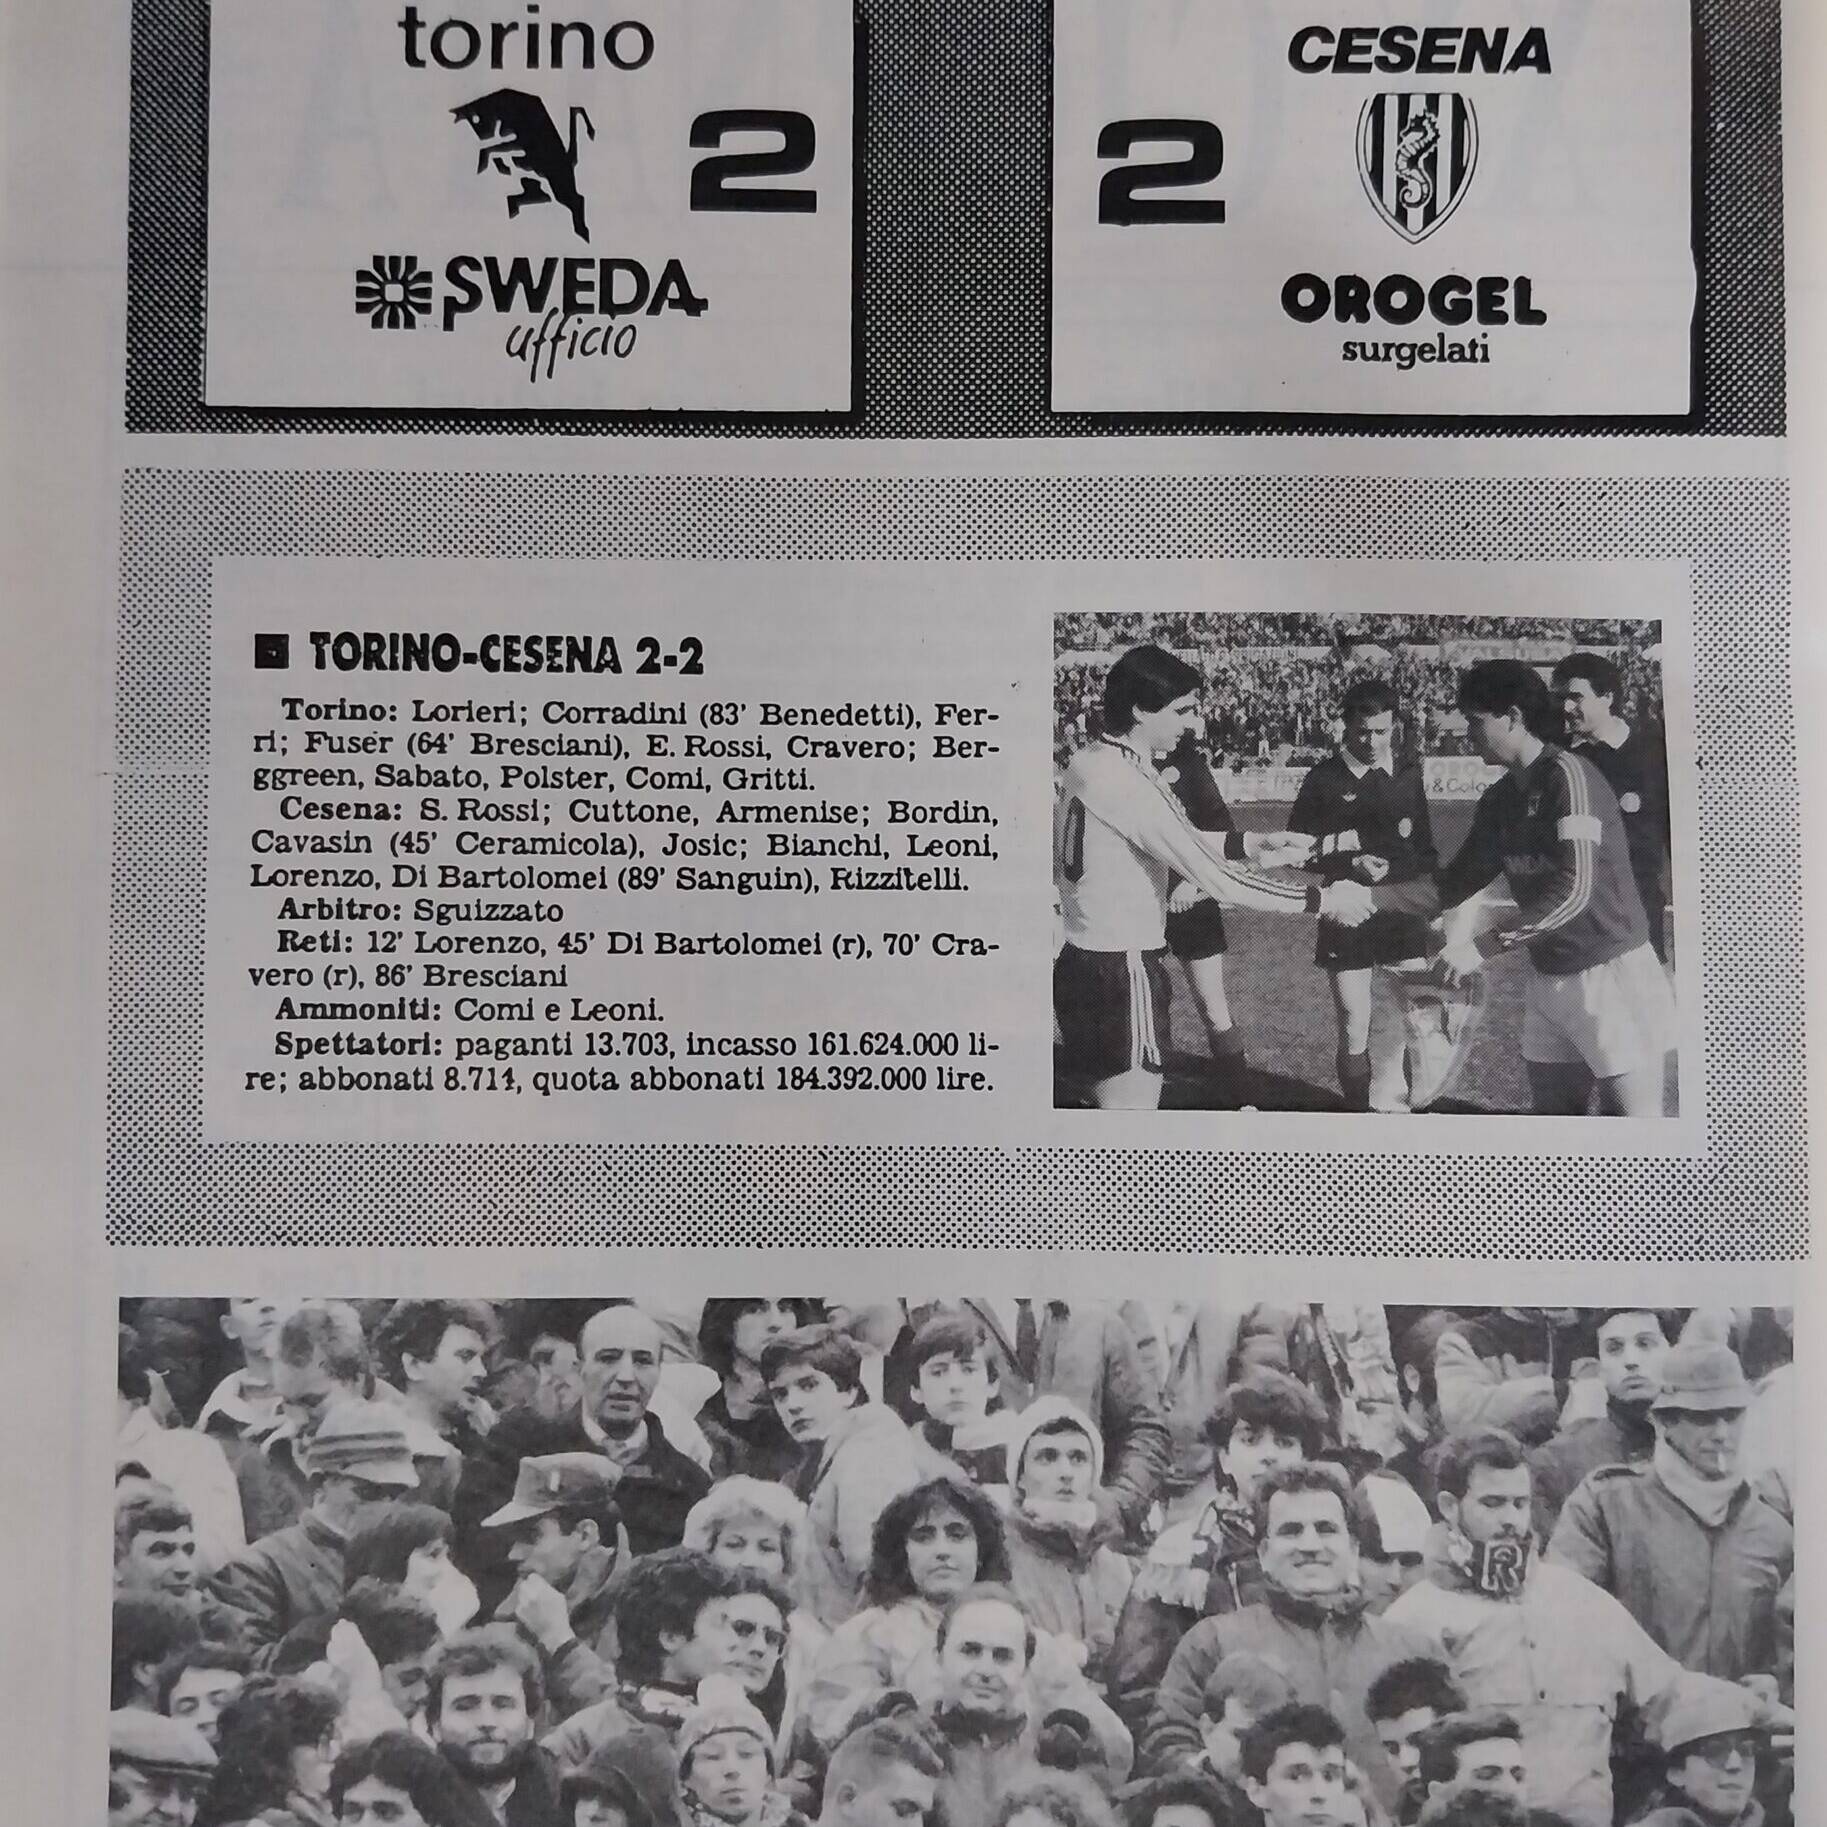 torino
CESENA
2
2
SWEDA
ufficio
OROGEL
surgelati
TORINO-CESENA 2-2
Torino: Lorieri; Corradini (83' Benedetti), Fer-
ri; Fuser (64' Bresciani), E. Rossi, Cravero; Ber-
ggreen, Sabato, Polster, Comi, Gritti.
Cesena: S. Rossi; Cuttone, Armenise; Bordin,
Cavasin (45' Ceramicola), Josic; Bianchi, Leoni,
Lorenzo, Di Bartolomei (89' Sanguin), Rizzitelli.
Arbitro: Sguizzato
Reti: 12' Lorenzo, 45' Di Bartolomei (r), 70' Cra-
vero (r), 86' Bresciani
Ammoniti: Comi e Leoni.
Spettatori: paganti 13.703, incasso 161.624.000 li-
re; abbonati 8.714, quota abbonati 184.392.000 lire.